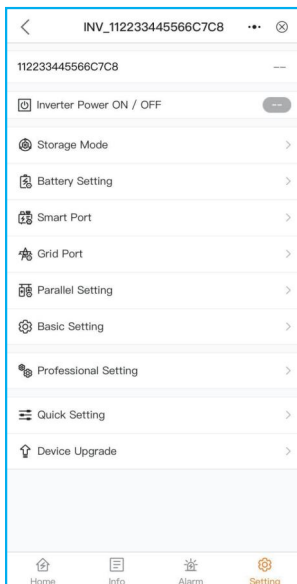 INV_112233445566C7C8
112233445566C7C8 --
Inverter Power ON / OFF --
Storage Mode
Battery Setting
Smart Port
Grid Port
Parallel Setting
Basic Setting
Professional Setting
Quick Setting
Device Upgrade
Home Info Alarm Setting